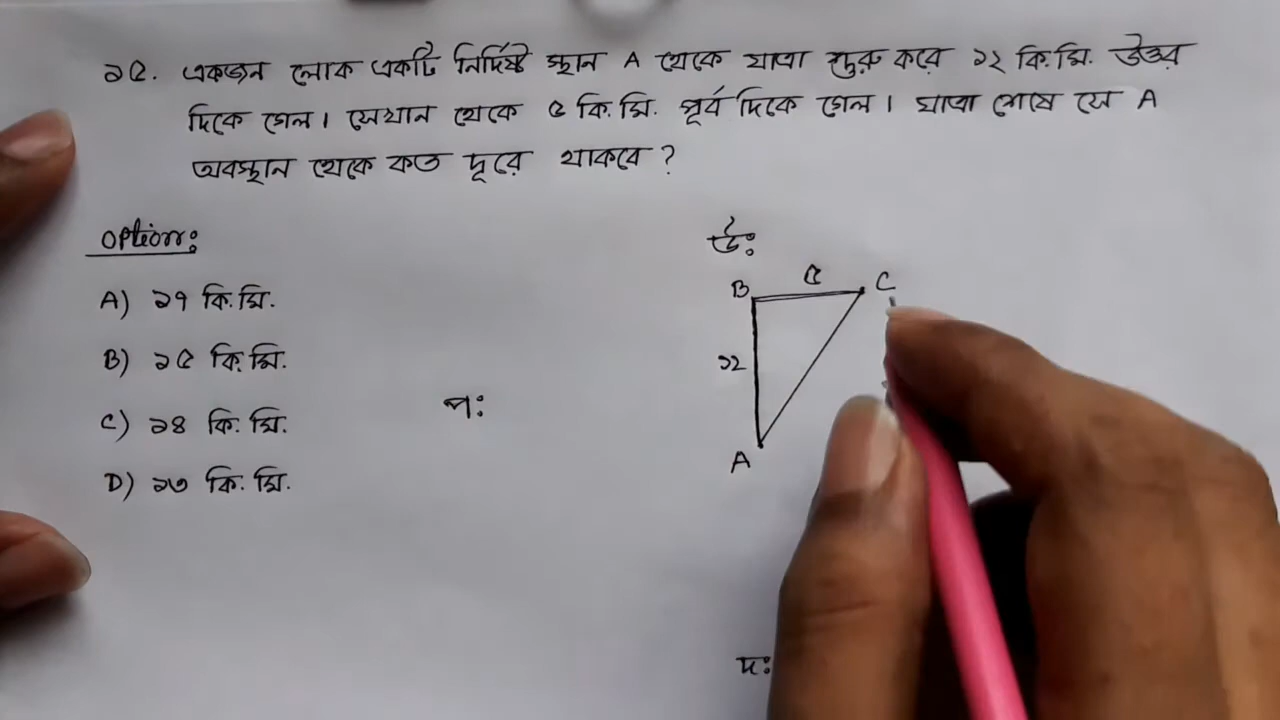 ১৫. একজন লোক একটি নির্দিষ্ট স্থান A থেকে যাত্রা শুরু করে ১২ কি.মি. উত্তর
দিকে গেল। সেখান থেকে ৫ কি.মি. পূর্ব দিকে গেল। যাত্রা শেষে সে A
অবস্থান থেকে কত দূরে থাকবে ?
Option:
উঃ
A) ১৭ কি.মি.
B) ১৫ কি.মি.
C) ১৪ কি.মি.
D) ১৩ কি.মি.
পঃ
B ৫ C
১২
A
দঃ